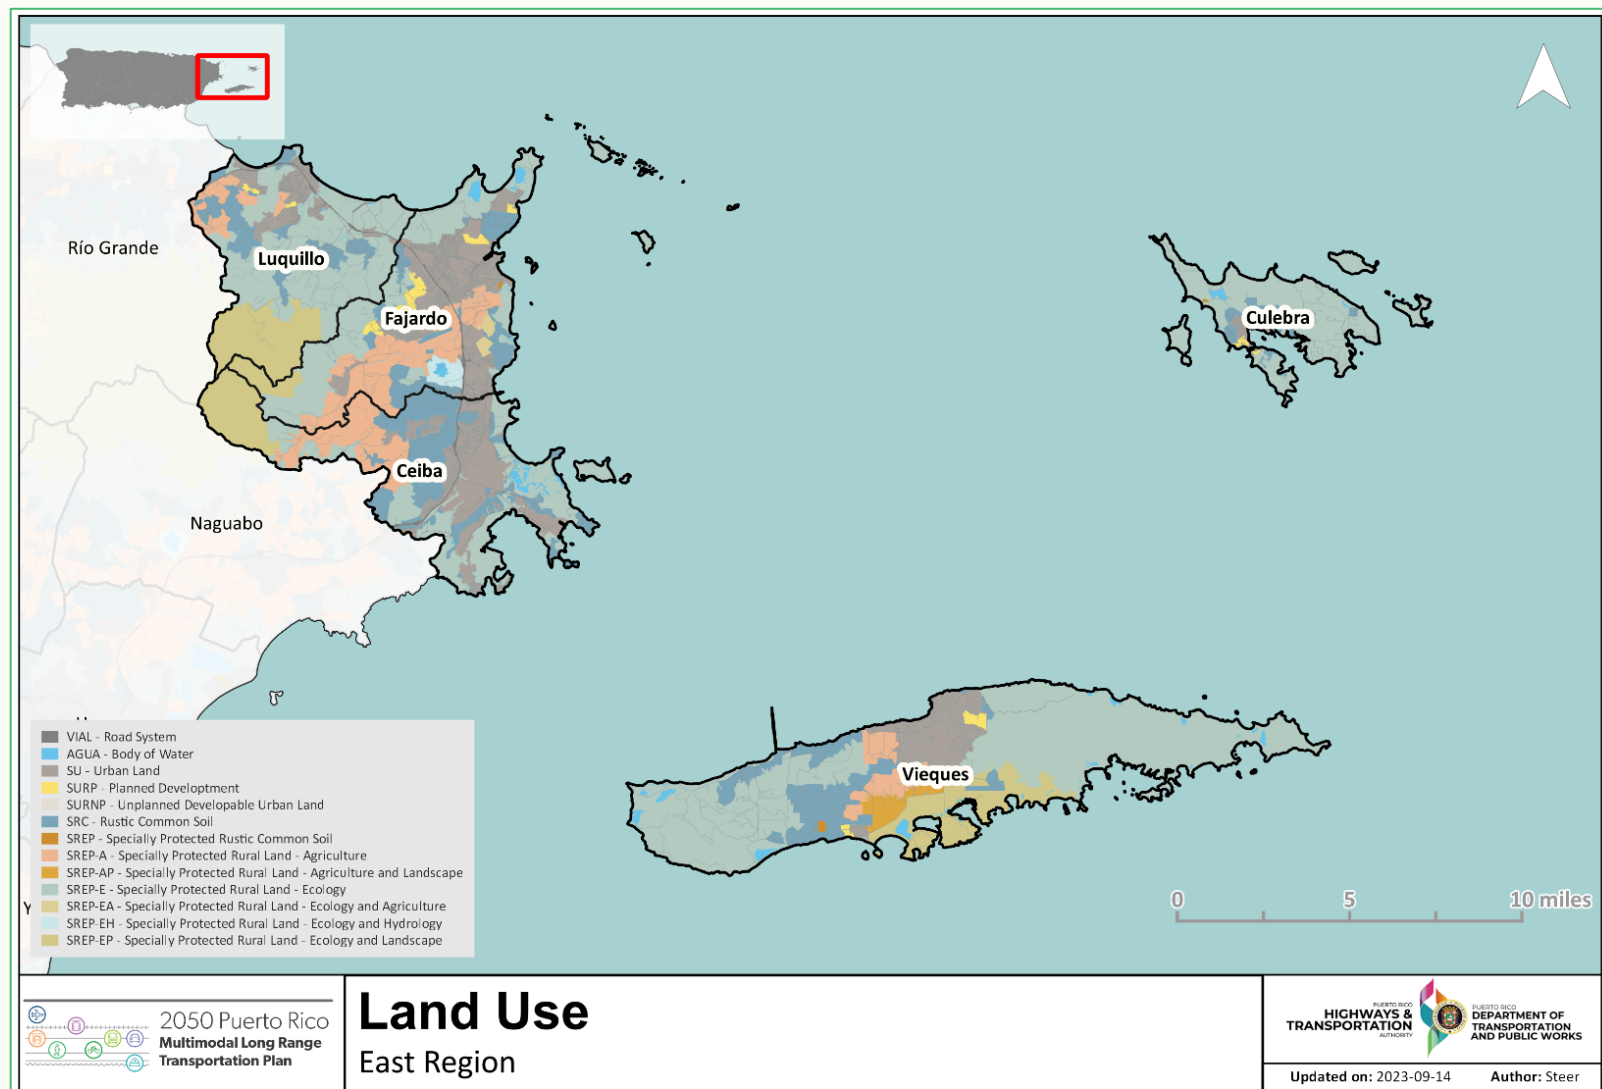 Río Grande
Luquillo
Fajardo
Culebra
Ceiba
Naguabo
Vieques
VIAL - Road System
AGUA - Body of Water
SU - Urban Land
SURP - Planned Developtment
SURNP - Unplanned Developable Urban Land
SRC - Rustic Common Soil
SREP - Specially Protected Rustic Common Soil
SREP-A - Specially Protected Rural Land - Agriculture
SREP-AP - Specially Protected Rural Land - Agriculture and Landscape
SREP-E - Specially Protected Rural Land - Ecology
SREP-EA - Specially Protected Rural Land - Ecology and Agriculture
SREP-EH - Specially Protected Rural Land - Ecology and Hydrology
SREP-EP - Specially Protected Rural Land - Ecology and Landscape
0 5 10 miles
2050 Puerto Rico
Multimodal Long Range
Transportation Plan
Land Use
East Region
PUERTO RICO
HIGHWAYS &
TRANSPORTATION
AUTHORITY
PUERTO RICO
DEPARTMENT OF
TRANSPORTATION
AND PUBLIC WORKS
Updated on: 2023-09-14 Author: Steer